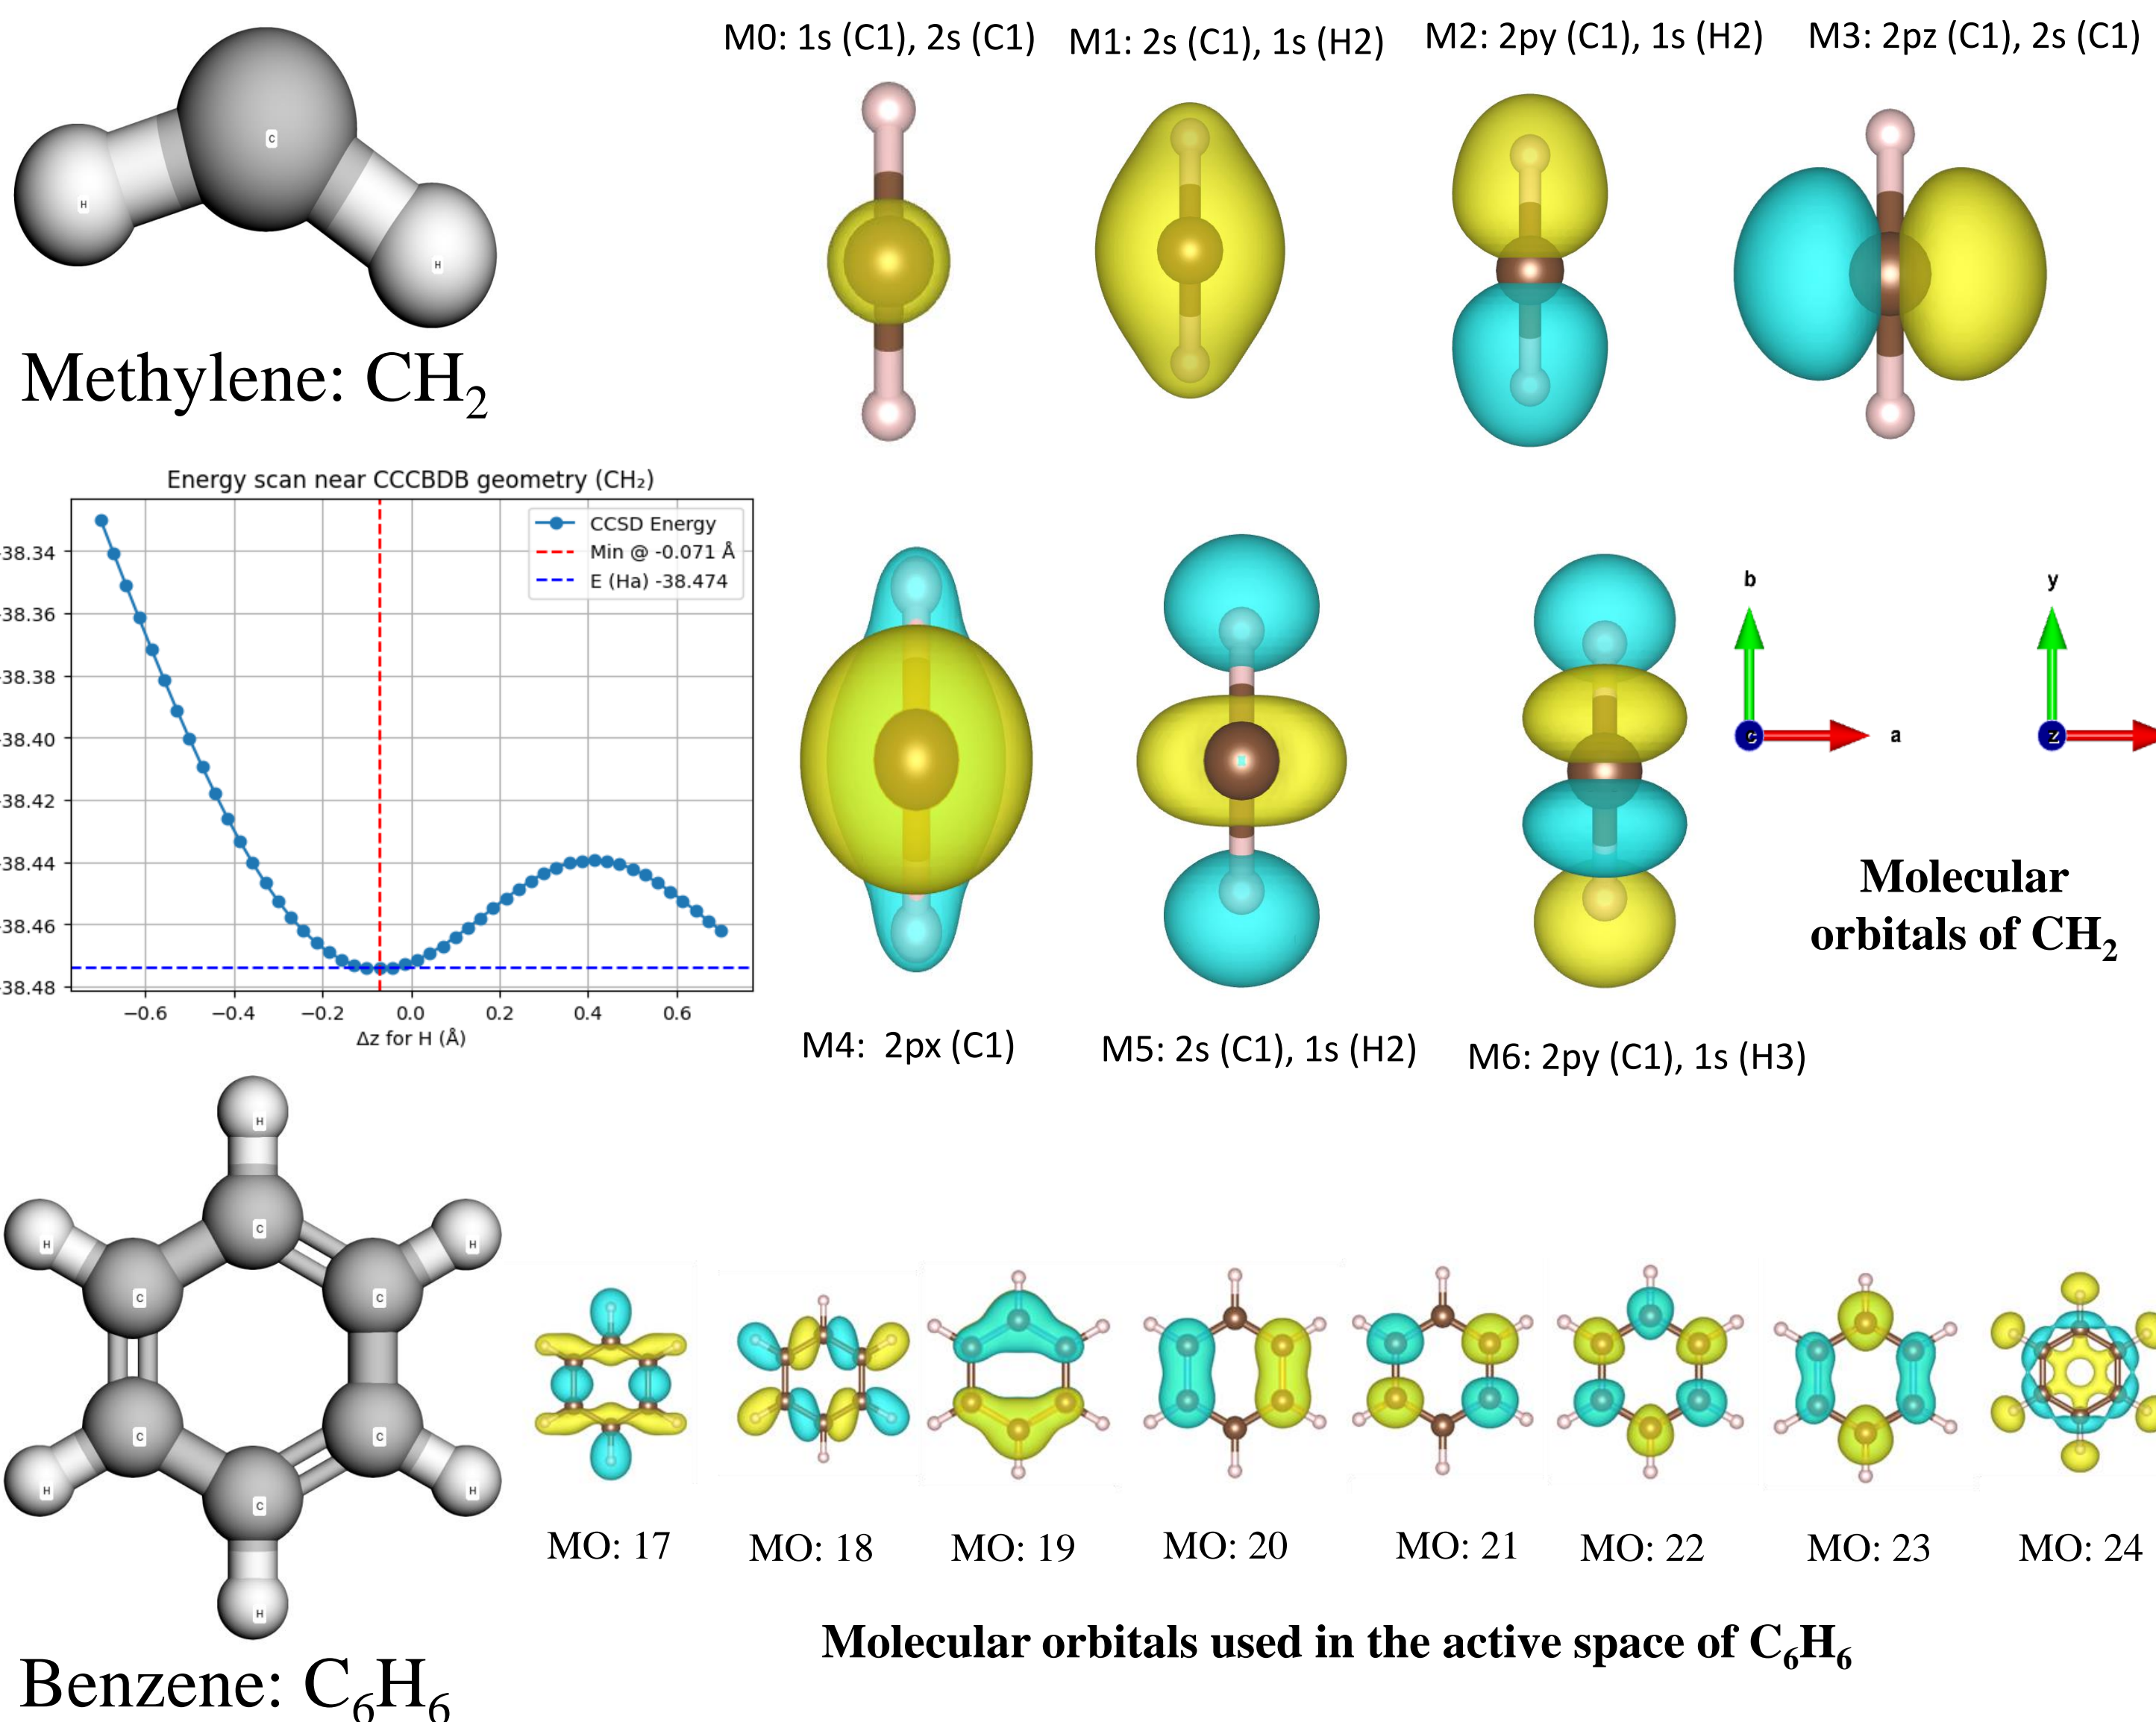 M0: 1s (C1), 2s (C1)
M1: 2s (C1), 1s (H2)
M2: 2py (C1), 1s (H2)
M3: 2pz (C1), 2s (C1)
C
H
H
Methylene: CH₂
Energy scan near CCCBDB geometry (CH₂)
CCSD Energy
Min @ -0.071 Å
E (Ha) -38.474
38.34
38.36
38.38
38.40
38.42
38.44
38.46
38.48
−0.6
−0.4
−0.2
0.0
0.2
0.4
0.6
Δz for H (Å)
b
c
a
y
z
Molecular
orbitals of CH₂
M4: 2px (C1)
M5: 2s (C1), 1s (H2)
M6: 2py (C1), 1s (H3)
H
C
H
H
C
C
C
C
H
H
C
H
Benzene: C₆H₆
MO: 17
MO: 18
MO: 19
MO: 20
MO: 21
MO: 22
MO: 23
MO: 24
Molecular orbitals used in the active space of C₆H₆